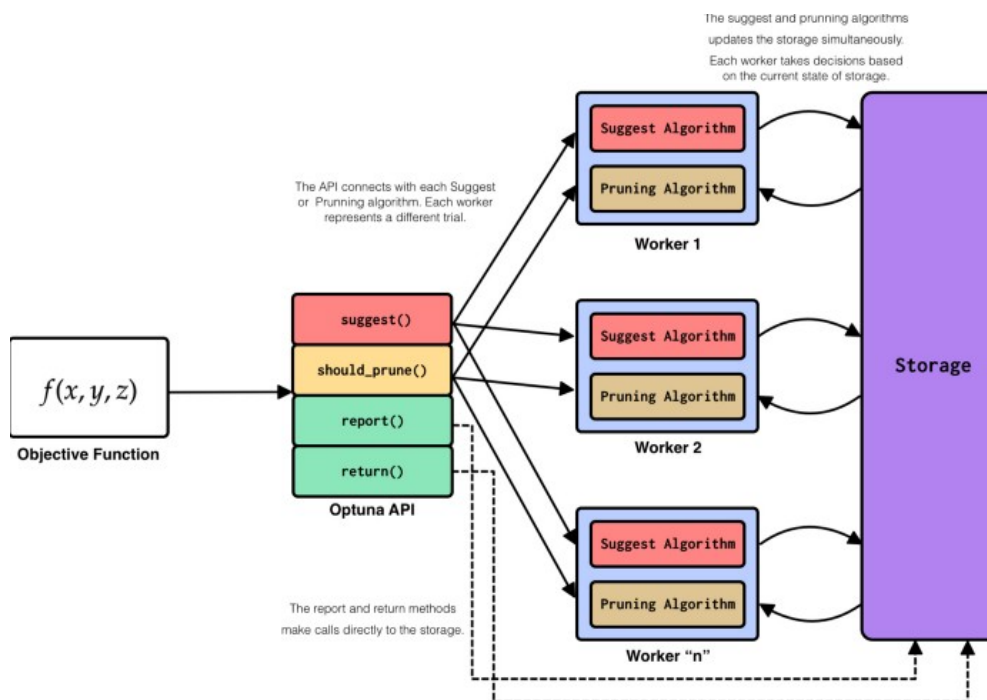 The suggest and prunning algorithms
updates the storage simultaneously.
Each worker takes decisions based
on the current state of storage.
Suggest Algorithm
Pruning Algorithm
Worker 1
The API connects with each Suggest
or Prunning algorithm. Each worker
represents a different trial.
suggest()
should_prune()
report()
return()
Optuna API
f(x, y, z)
Objective Function
Suggest Algorithm
Pruning Algorithm
Worker 2
Storage
Suggest Algorithm
Pruning Algorithm
Worker “n”
The report and return methods
make calls directly to the storage.